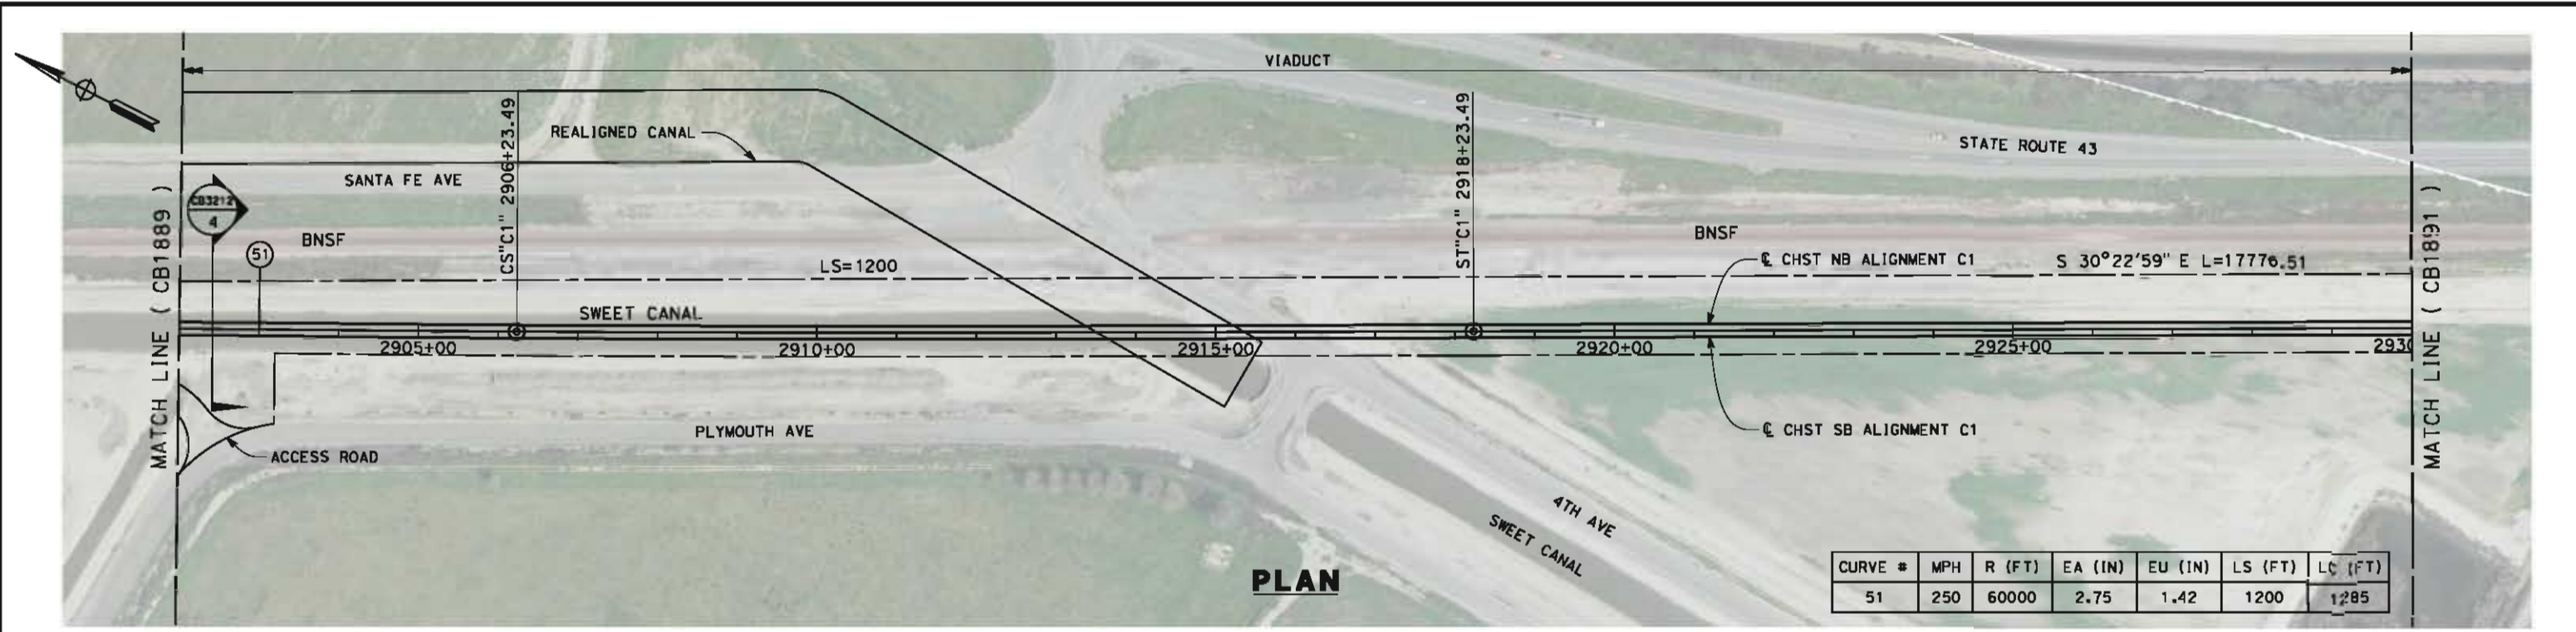 VIADUCT
CS"C1" 2906+23.49
ST"C1" 2918+23.49
REALIGNED CANAL
STATE ROUTE 43
SANTA FE AVE
CB3212
4
BNSF
BNSF
51
LS=1200
℄ CHST NB ALIGNMENT C1
S 30°22'59" E L=17776.51
SWEET CANAL
2905+00
2910+00
2915+00
2920+00
2925+00
2930
MATCH LINE ( CB1889 )
MATCH LINE ( CB1891 )
PLYMOUTH AVE
℄ CHST SB ALIGNMENT C1
ACCESS ROAD
4TH AVE
SWEET CANAL
PLAN
CURVE # MPH R (FT) EA (IN) EU (IN) LS (FT) LC (FT)
51 250 60000 2.75 1.42 1200 1285